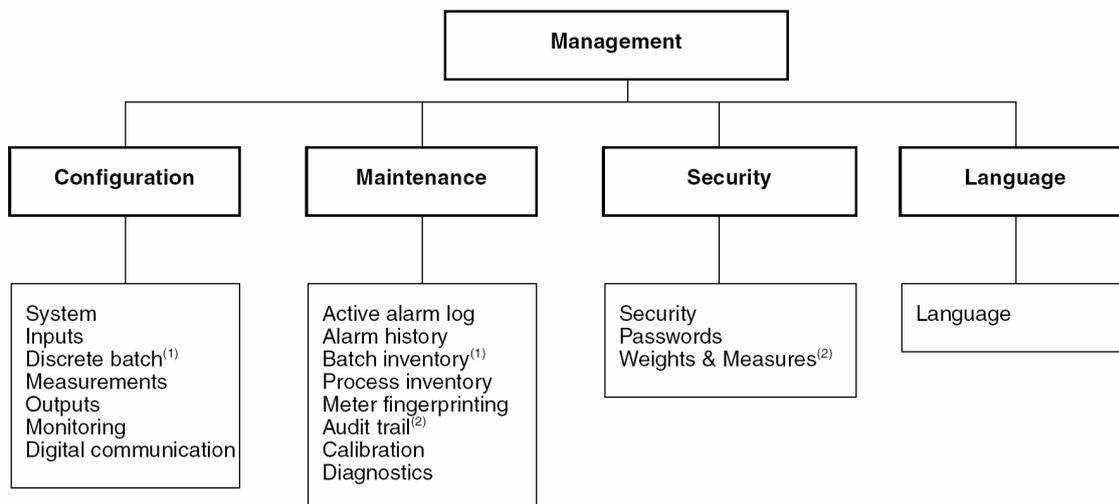 Management
Configuration
Maintenance
Security
Language
System
Inputs
Discrete batch(1)
Measurements
Outputs
Monitoring
Digital communication
Active alarm log
Alarm history
Batch inventory(1)
Process inventory
Meter fingerprinting
Audit trail(2)
Calibration
Diagnostics
Security
Passwords
Weights & Measures(2)
Language